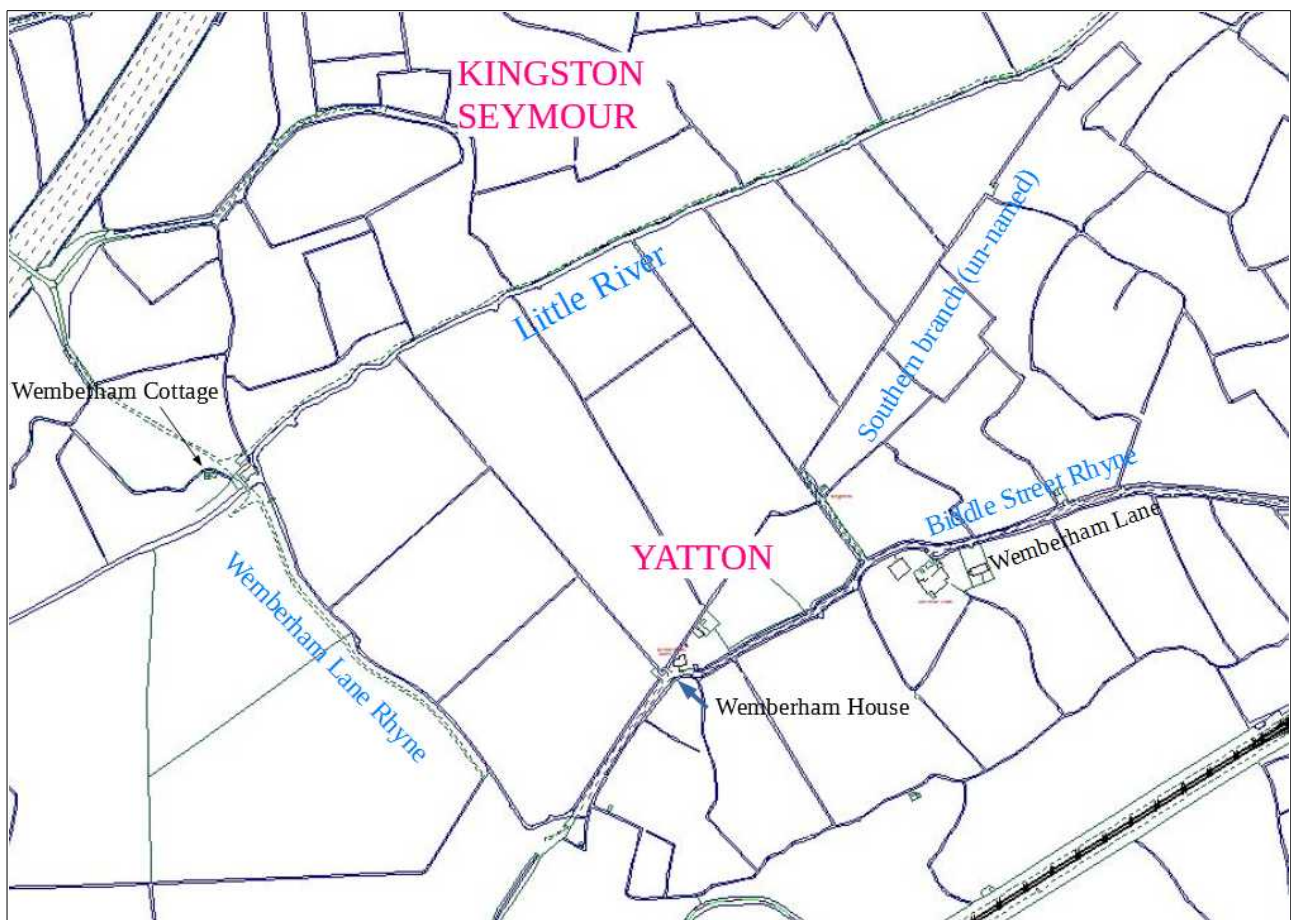 KINGSTON
SEYMOUR
Little River
Southern branch (un-named)
Wemberham Cottage
Biddle Street Rhyne
Wemberham Lane
YATTON
Wemberham Lane Rhyne
Wemberham House